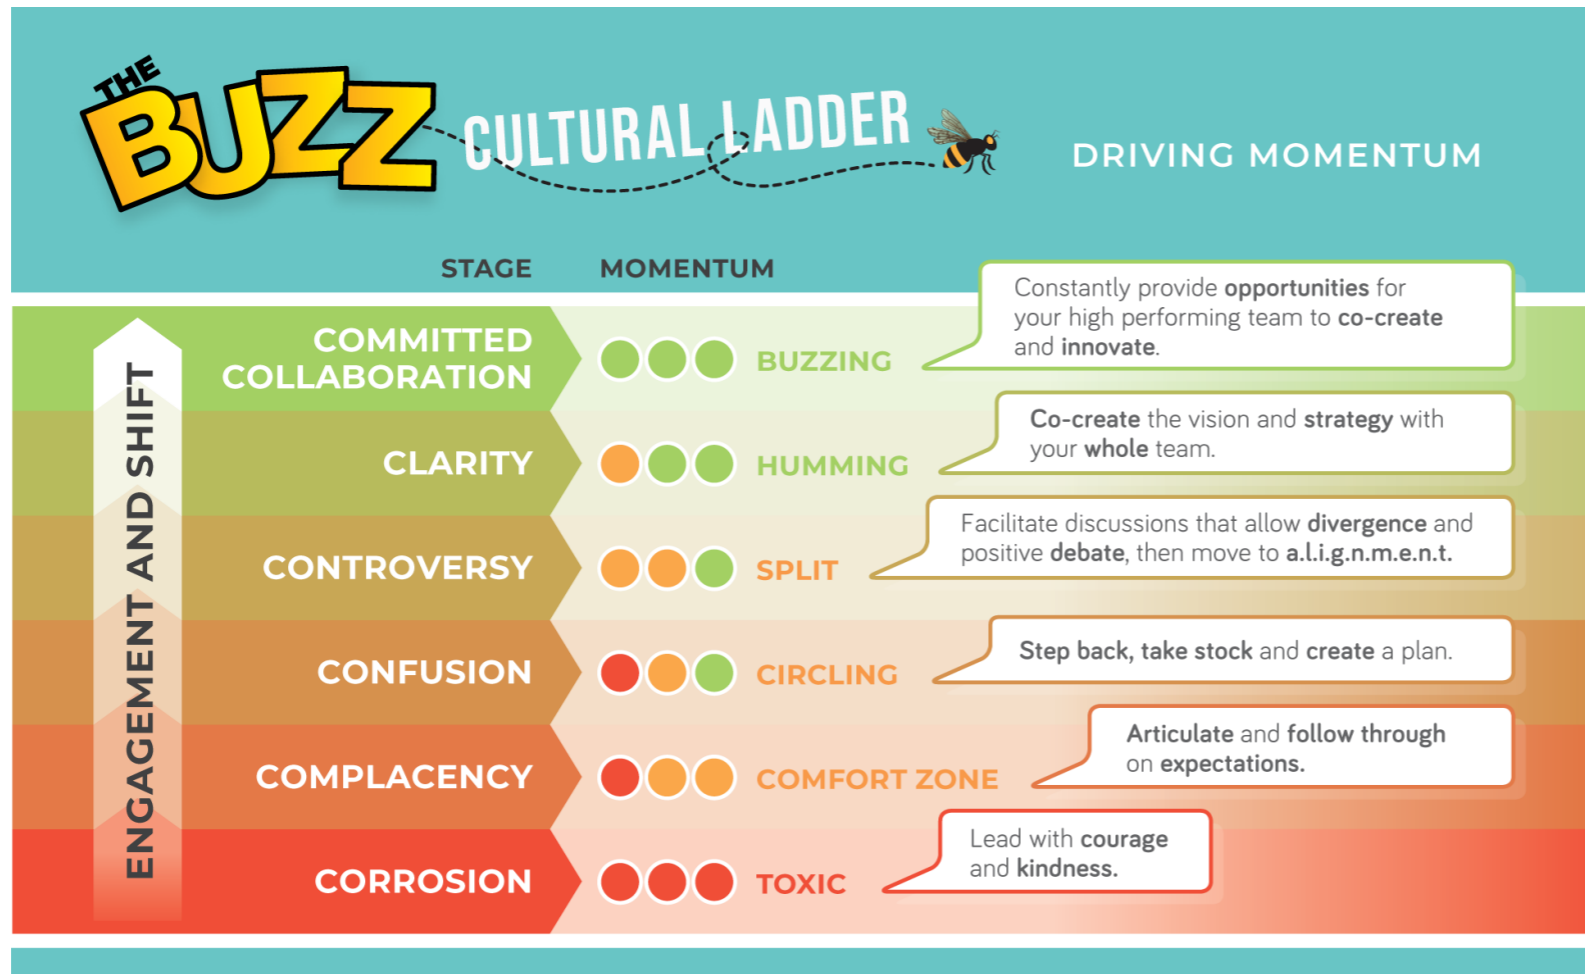 THE
BUZZ
CULTURAL LADDER
DRIVING MOMENTUM
STAGE
MOMENTUM
ENGAGEMENT AND SHIFT
COMMITTED
COLLABORATION
BUZZING
Constantly provide opportunities for
your high performing team to co-create
and innovate.
CLARITY
HUMMING
Co-create the vision and strategy with
your whole team.
CONTROVERSY
SPLIT
Facilitate discussions that allow divergence and
positive debate, then move to a.l.i.g.n.m.e.n.t.
CONFUSION
CIRCLING
Step back, take stock and create a plan.
COMPLACENCY
COMFORT ZONE
Articulate and follow through
on expectations.
CORROSION
TOXIC
Lead with courage
and kindness.